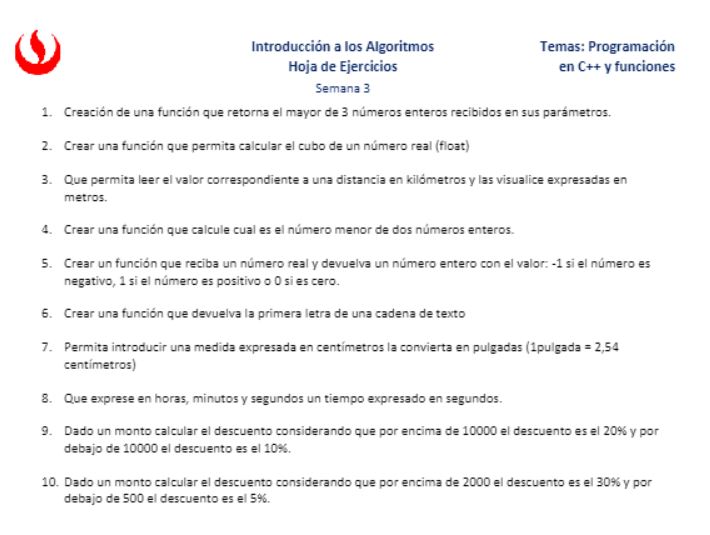 Introducción a los Algoritmos
Hoja de Ejercicios
Semana 3
Temas: Programación
en C++ y funciones
1. Creación de una función que retorna el mayor de 3 números enteros recibidos en sus parámetros.
2. Crear una función que permita calcular el cubo de un número real (float)
3. Que permita leer el valor correspondiente a una distancia en kilómetros y las visualice expresadas en
metros.
4. Crear una función que calcule cual es el número menor de dos números enteros.
5. Crear un función que reciba un número real y devuelva un número entero con el valor: -1 si el número es
negativo, 1 si el número es positivo o 0 si es cero.
6. Crear una función que devuelva la primera letra de una cadena de texto
7. Permita introducir una medida expresada en centímetros la convierta en pulgadas (1pulgada = 2,54
centímetros)
8. Que exprese en horas, minutos y segundos un tiempo expresado en segundos.
9. Dado un monto calcular el descuento considerando que por encima de 10000 el descuento es el 20% y por
debajo de 10000 el descuento es el 10%.
10. Dado un monto calcular el descuento considerando que por encima de 2000 el descuento es el 30% y por
debajo de 500 el descuento es el 5%.